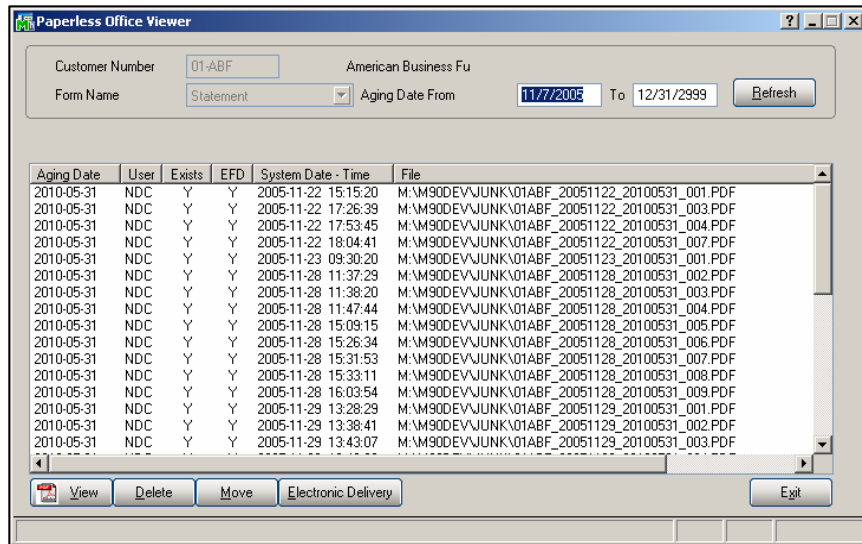 Paperless Office Viewer
Customer Number 01-ABF American Business Fu
Form Name Statement Aging Date From 11/7/2005 To 12/31/2999 Refresh
Aging Date User Exists EFD System Date - Time File
2010-05-31 NDC Y Y 2005-11-22 15:15:20 M:\M90DEV\JUNK\01ABF_20051122_20100531_001.PDF
2010-05-31 NDC Y Y 2005-11-22 17:26:39 M:\M90DEV\JUNK\01ABF_20051122_20100531_003.PDF
2010-05-31 NDC Y Y 2005-11-22 17:53:45 M:\M90DEV\JUNK\01ABF_20051122_20100531_004.PDF
2010-05-31 NDC Y Y 2005-11-22 18:04:41 M:\M90DEV\JUNK\01ABF_20051122_20100531_007.PDF
2010-05-31 NDC Y Y 2005-11-23 09:30:20 M:\M90DEV\JUNK\01ABF_20051123_20100531_001.PDF
2010-05-31 NDC Y Y 2005-11-28 11:37:29 M:\M90DEV\JUNK\01ABF_20051128_20100531_002.PDF
2010-05-31 NDC Y Y 2005-11-28 11:38:20 M:\M90DEV\JUNK\01ABF_20051128_20100531_003.PDF
2010-05-31 NDC Y Y 2005-11-28 11:47:44 M:\M90DEV\JUNK\01ABF_20051128_20100531_004.PDF
2010-05-31 NDC Y Y 2005-11-28 15:09:15 M:\M90DEV\JUNK\01ABF_20051128_20100531_005.PDF
2010-05-31 NDC Y Y 2005-11-28 15:26:34 M:\M90DEV\JUNK\01ABF_20051128_20100531_006.PDF
2010-05-31 NDC Y Y 2005-11-28 15:31:53 M:\M90DEV\JUNK\01ABF_20051128_20100531_007.PDF
2010-05-31 NDC Y Y 2005-11-28 15:33:11 M:\M90DEV\JUNK\01ABF_20051128_20100531_008.PDF
2010-05-31 NDC Y Y 2005-11-28 16:03:54 M:\M90DEV\JUNK\01ABF_20051128_20100531_009.PDF
2010-05-31 NDC Y Y 2005-11-29 13:28:29 M:\M90DEV\JUNK\01ABF_20051129_20100531_001.PDF
2010-05-31 NDC Y Y 2005-11-29 13:38:41 M:\M90DEV\JUNK\01ABF_20051129_20100531_002.PDF
2010-05-31 NDC Y Y 2005-11-29 13:43:07 M:\M90DEV\JUNK\01ABF_20051129_20100531_003.PDF
View Delete Move Electronic Delivery Exit